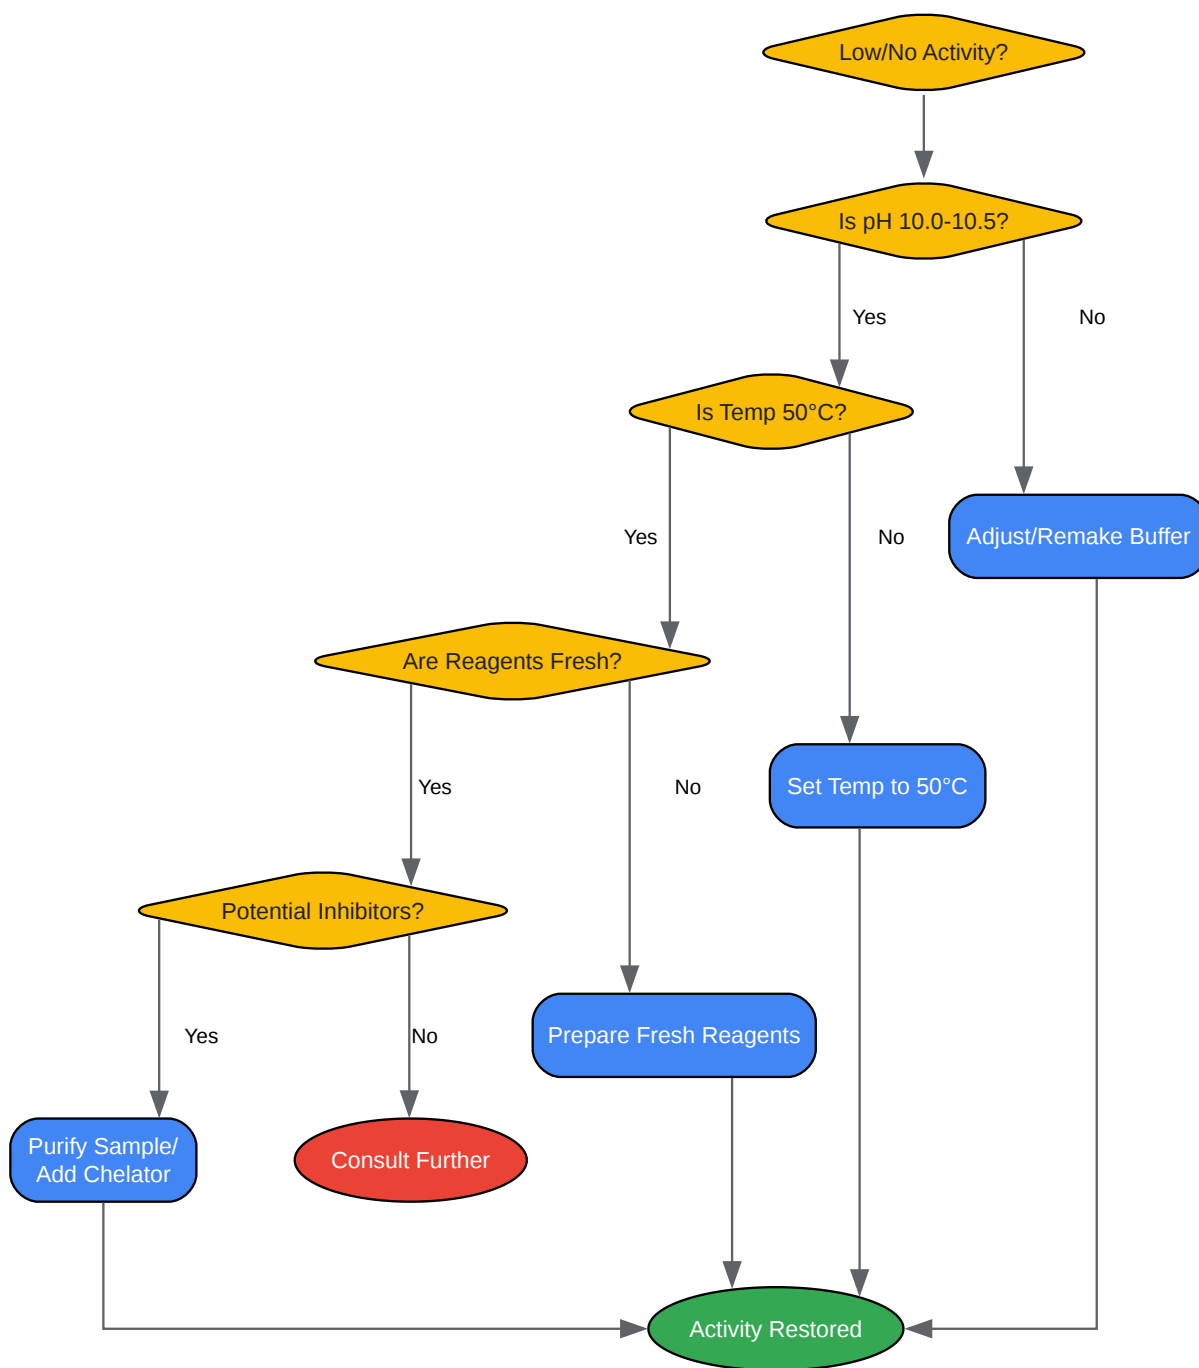 Low/No Activity?
Is pH 10.0-10.5?
Yes
No
Is Temp 50°C?
Yes
No
Adjust/Remake Buffer
Are Reagents Fresh?
Yes
No
Set Temp to 50°C
Potential Inhibitors?
Yes
No
Prepare Fresh Reagents
Purify Sample/
Add Chelator
Consult Further
Activity Restored